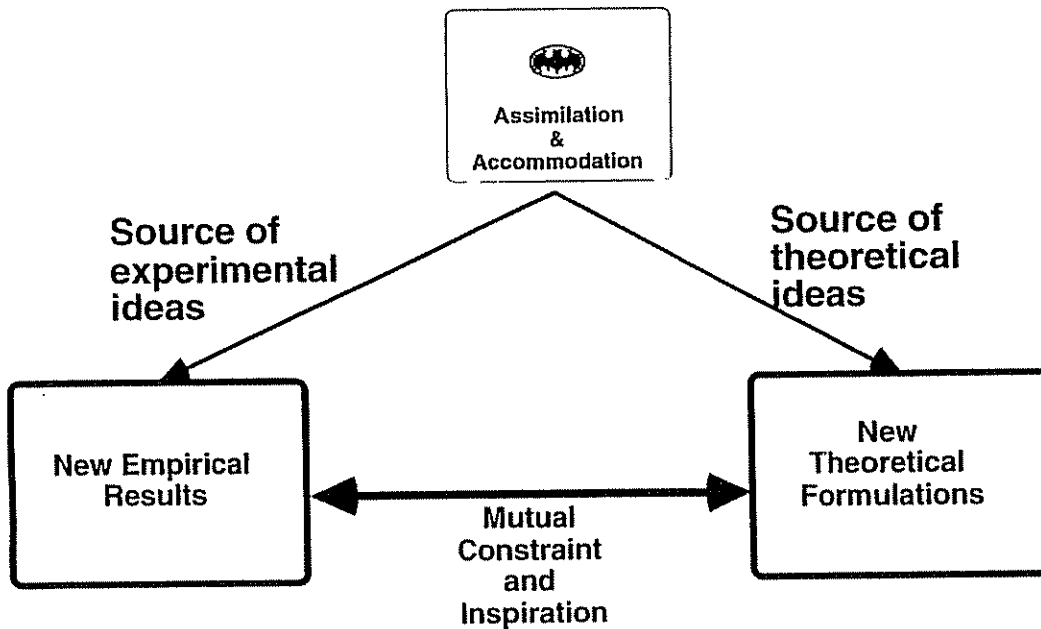 Assimilation
&
Accommodation
Source of
experimental
ideas
Source of
theoretical
ideas
New Empirical
Results
New
Theoretical
Formulations
Mutual
Constraint
and
Inspiration